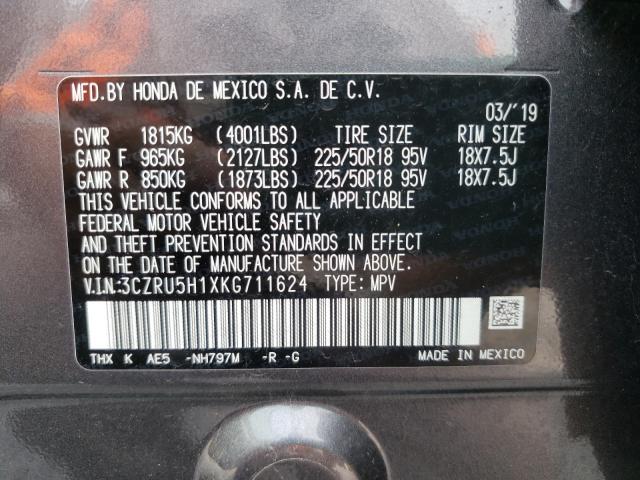 MFD.BY HONDA DE MEXICO S.A. DE C.V.
03/'19
GVWR 1815KG (4001LBS) TIRE SIZE RIM SIZE
GAWR F 965KG (2127LBS) 225/50R18 95V 18X7.5J
GAWR R 850KG (1873LBS) 225/50R18 95V 18X7.5J
THIS VEHICLE CONFORMS TO ALL APPLICABLE
FEDERAL MOTOR VEHICLE SAFETY
AND THEFT PREVENTION STANDARDS IN EFFECT
ON THE DATE OF MANUFACTURE SHOWN ABOVE.
V.I.N.:3CZRU5H1XKG711624 TYPE: MPV
THX K AE5 -NH797M -R -G
MADE IN MEXICO